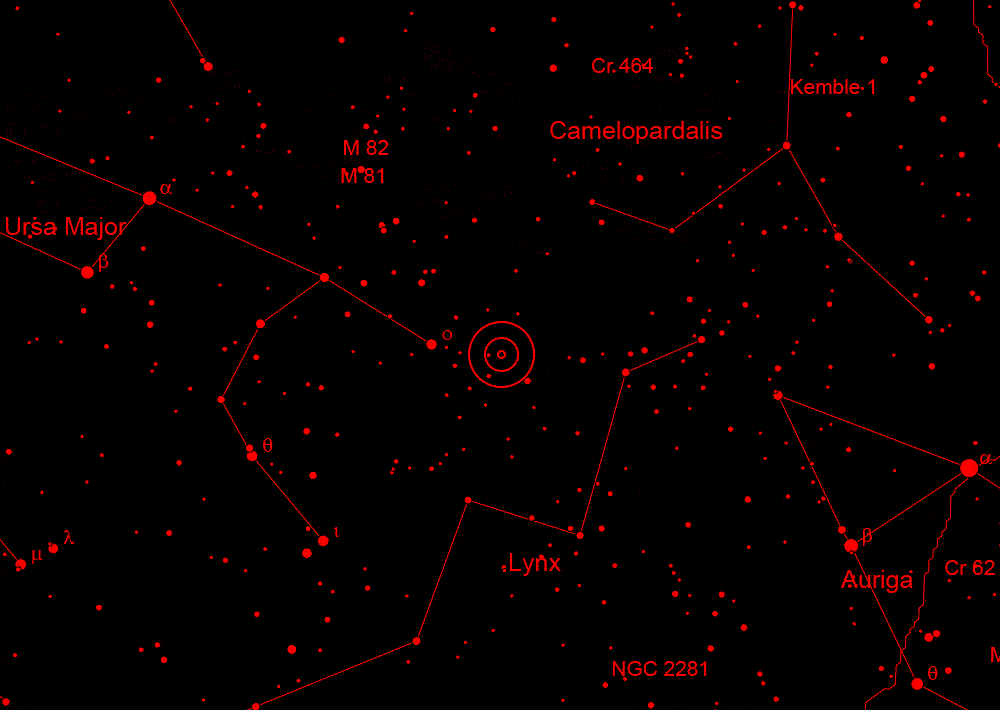 Cr 464
Kemble 1
Camelopardalis
M 82
M 81
α
Ursa Major
β
ο
θ
α
λ
μ
ι
β
Lynx
Cr 62
Auriga
NGC 2281
M
θ